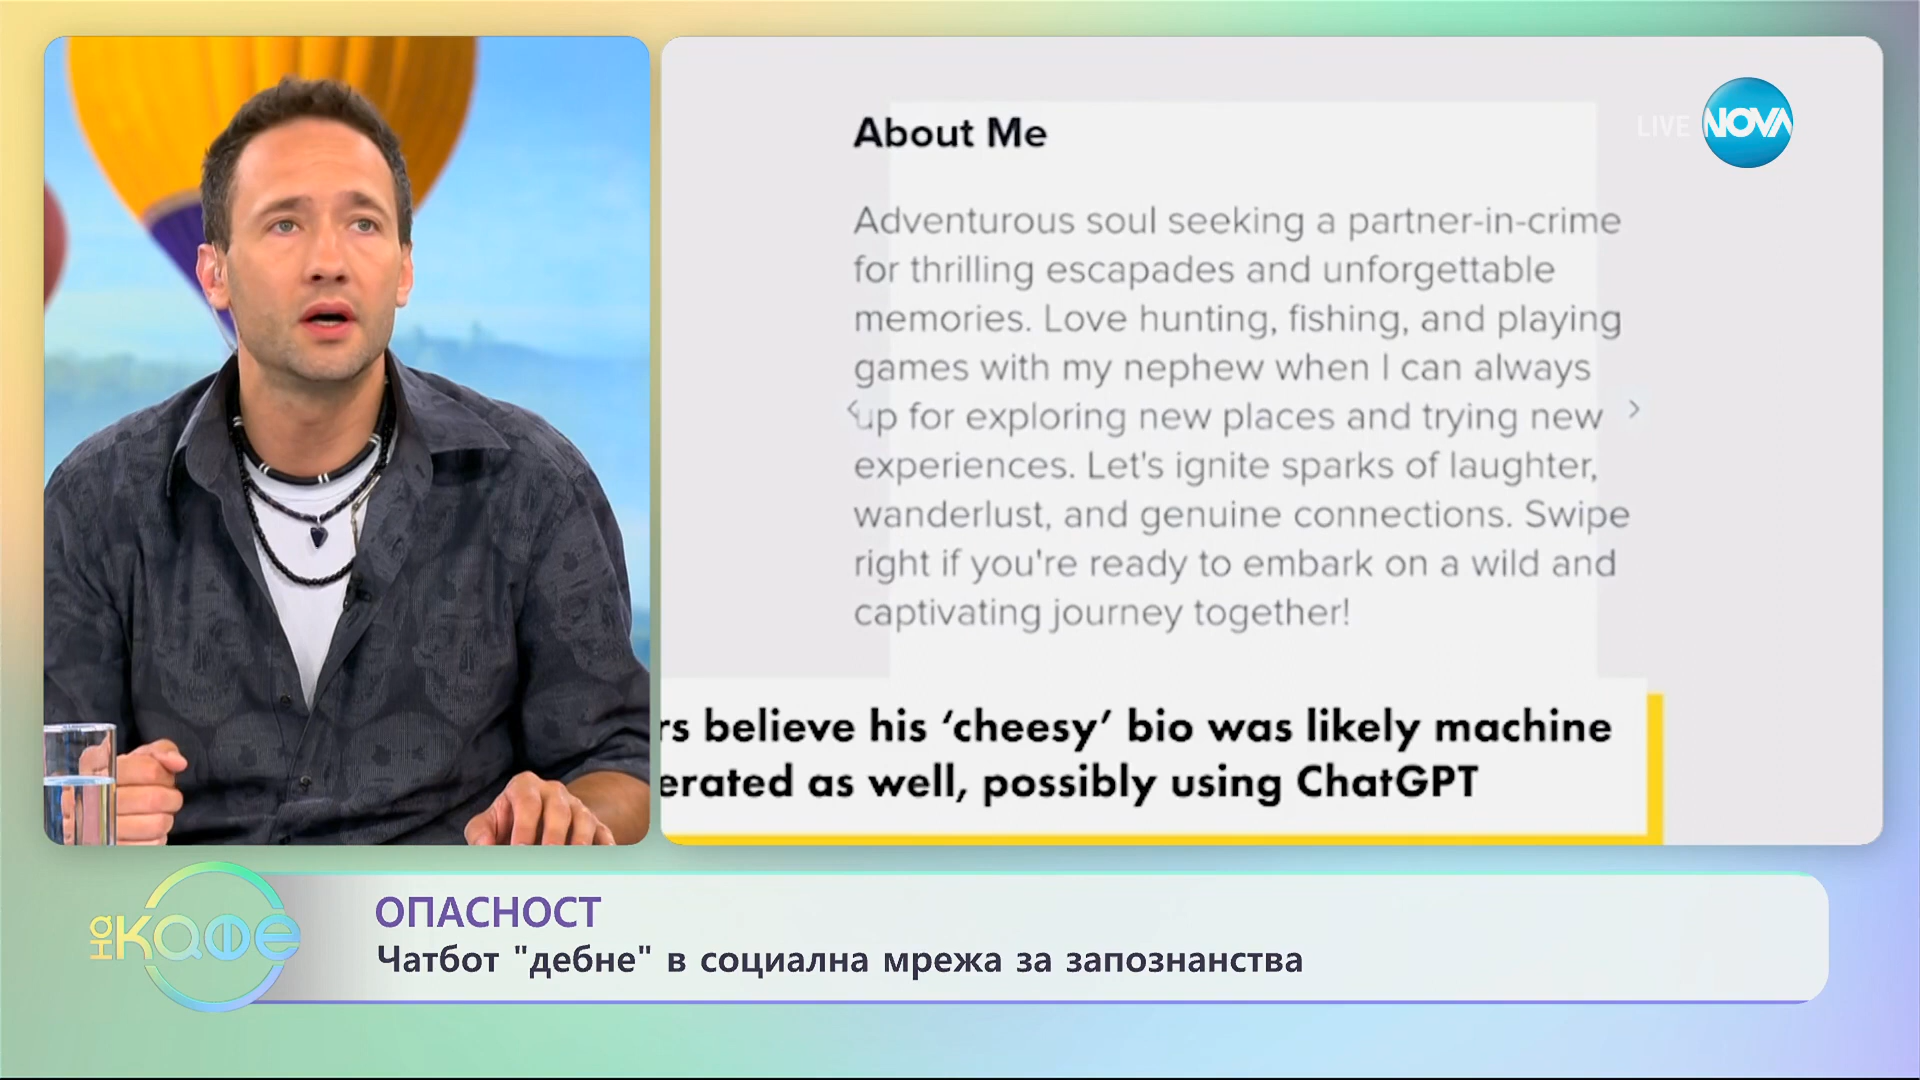 About Me
LIVE NOVA
Adventurous soul seeking a partner-in-crime
for thrilling escapades and unforgettable
memories. Love hunting, fishing, and playing
games with my nephew when I can always
up for exploring new places and trying new
experiences. Let's ignite sparks of laughter,
wanderlust, and genuine connections. Swipe
right if you're ready to embark on a wild and
captivating journey together!
rs believe his ‘cheesy’ bio was likely machine
erated as well, possibly using ChatGPT
на кафе
ОПАСНОСТ
Чатбот "дебне" в социална мрежа за запознанства